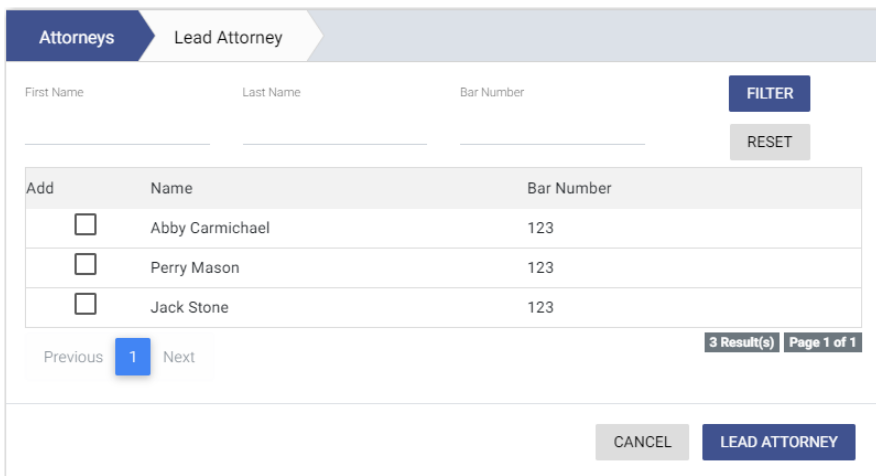 Attorneys Lead Attorney
First Name Last Name Bar Number FILTER
RESET
Add Name Bar Number
Abby Carmichael 123
Perry Mason 123
Jack Stone 123
Previous 1 Next 3 Result(s) Page 1 of 1
CANCEL LEAD ATTORNEY